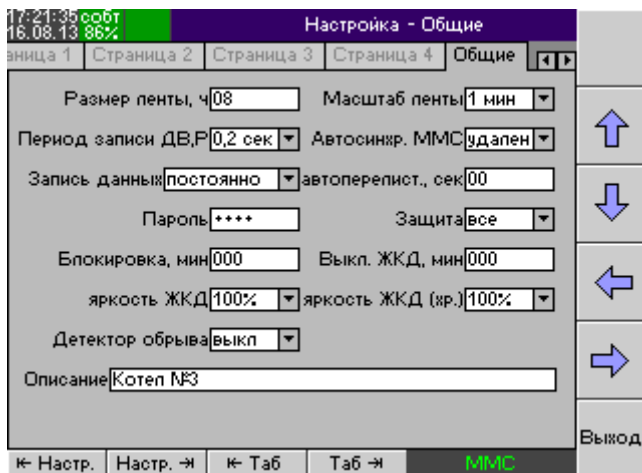 17:21:35 собт Настройка - Общие
16.08.13 86%
аница 1 Страница 2 Страница 3 Страница 4 Общие
Размер ленты, ч 08 Масштаб ленты 1 мин
Период записи ДВ,Р 0,2 сек Автосинхр. ММС удален
Запись данных постоянно автоперелист., сек 00
Пароль **** Защита все
Блокировка, мин 000 Выкл. ЖКД, мин 000
яркость ЖКД 100% яркость ЖКД (хр.) 100%
Детектор обрыва выкл
Описание Котел №3
Выход
Настр. Настр. Таб Таб ММС